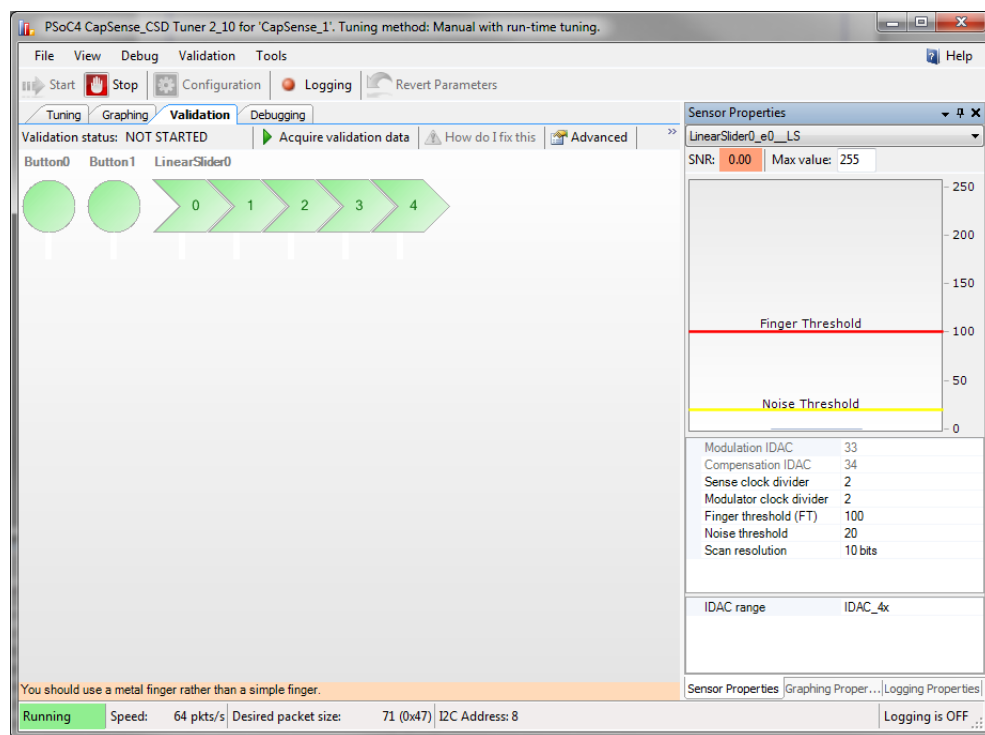 PSoC4 CapSense_CSD Tuner 2_10 for 'CapSense_1'. Tuning method: Manual with run-time tuning.
File View Debug Validation Tools Help
Start Stop Configuration Logging Revert Parameters
Tuning Graphing Validation Debugging
Validation status: NOT STARTED Acquire validation data How do I fix this Advanced »
Button0 Button1 LinearSlider0
0 1 2 3 4
You should use a metal finger rather than a simple finger.
Sensor Properties
LinearSlider0_e0__LS
SNR: 0.00 Max value: 255
250
200
150
Finger Threshold
100
50
Noise Threshold
0
Modulation IDAC 33
Compensation IDAC 34
Sense clock divider 2
Modulator clock divider 2
Finger threshold (FT) 100
Noise threshold 20
Scan resolution 10 bits
IDAC range IDAC_4x
Sensor Properties Graphing Proper... Logging Properties
Running Speed: 64 pkts/s Desired packet size: 71 (0x47) I2C Address: 8 Logging is OFF